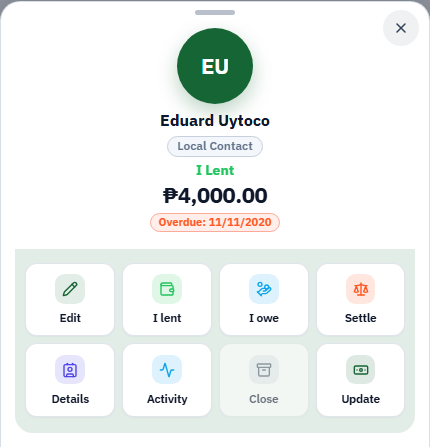 EU
Eduard Uytoco
Local Contact
I Lent
₱4,000.00
Overdue: 11/11/2020
Edit
I lent
I owe
Settle
Details
Activity
Close
Update